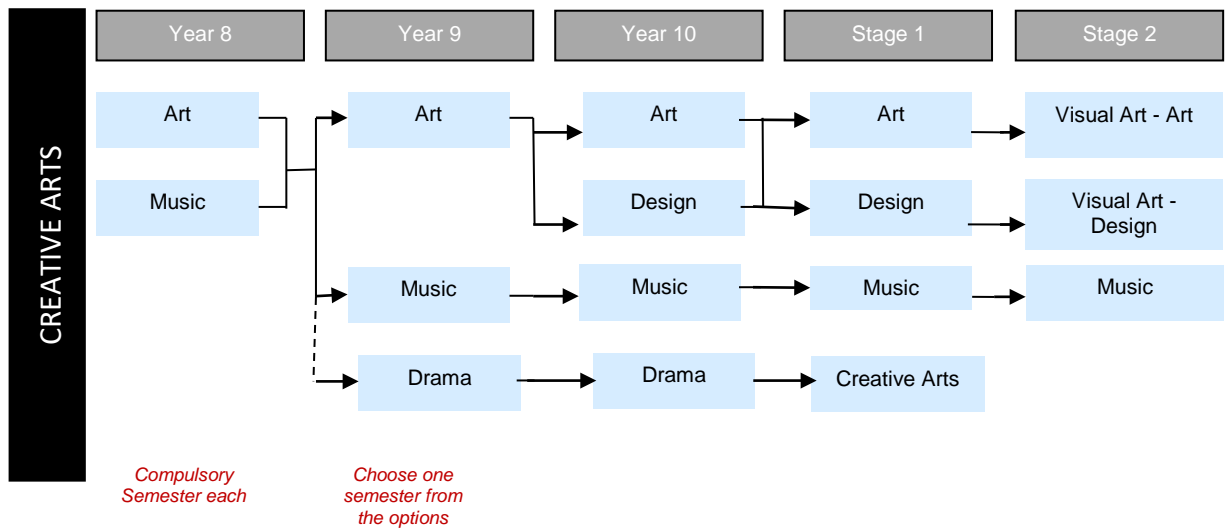 CREATIVE ARTS
Year 8
Year 9
Year 10
Stage 1
Stage 2
Art
Art
Art
Art
Visual Art - Art
Music
Design
Design
Visual Art -
Design
Music
Music
Music
Music
Drama
Drama
Creative Arts
Compulsory
Semester each
Choose one
semester from
the options